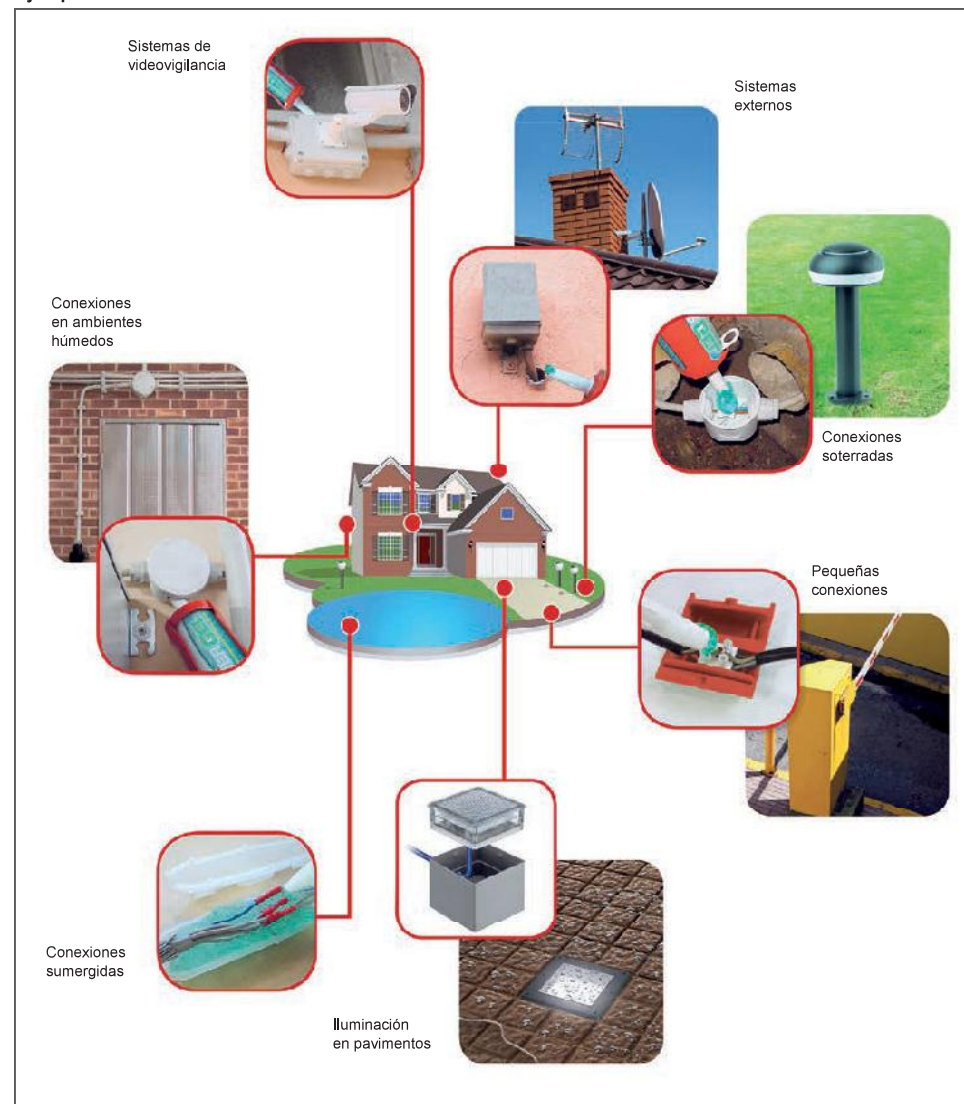 Sistemas de
videovigilancia
Sistemas
externos
Conexiones
en ambientes
húmedos
Conexiones
soterradas
Pequeñas
conexiones
Conexiones
sumergidas
Iluminación
en pavimentos